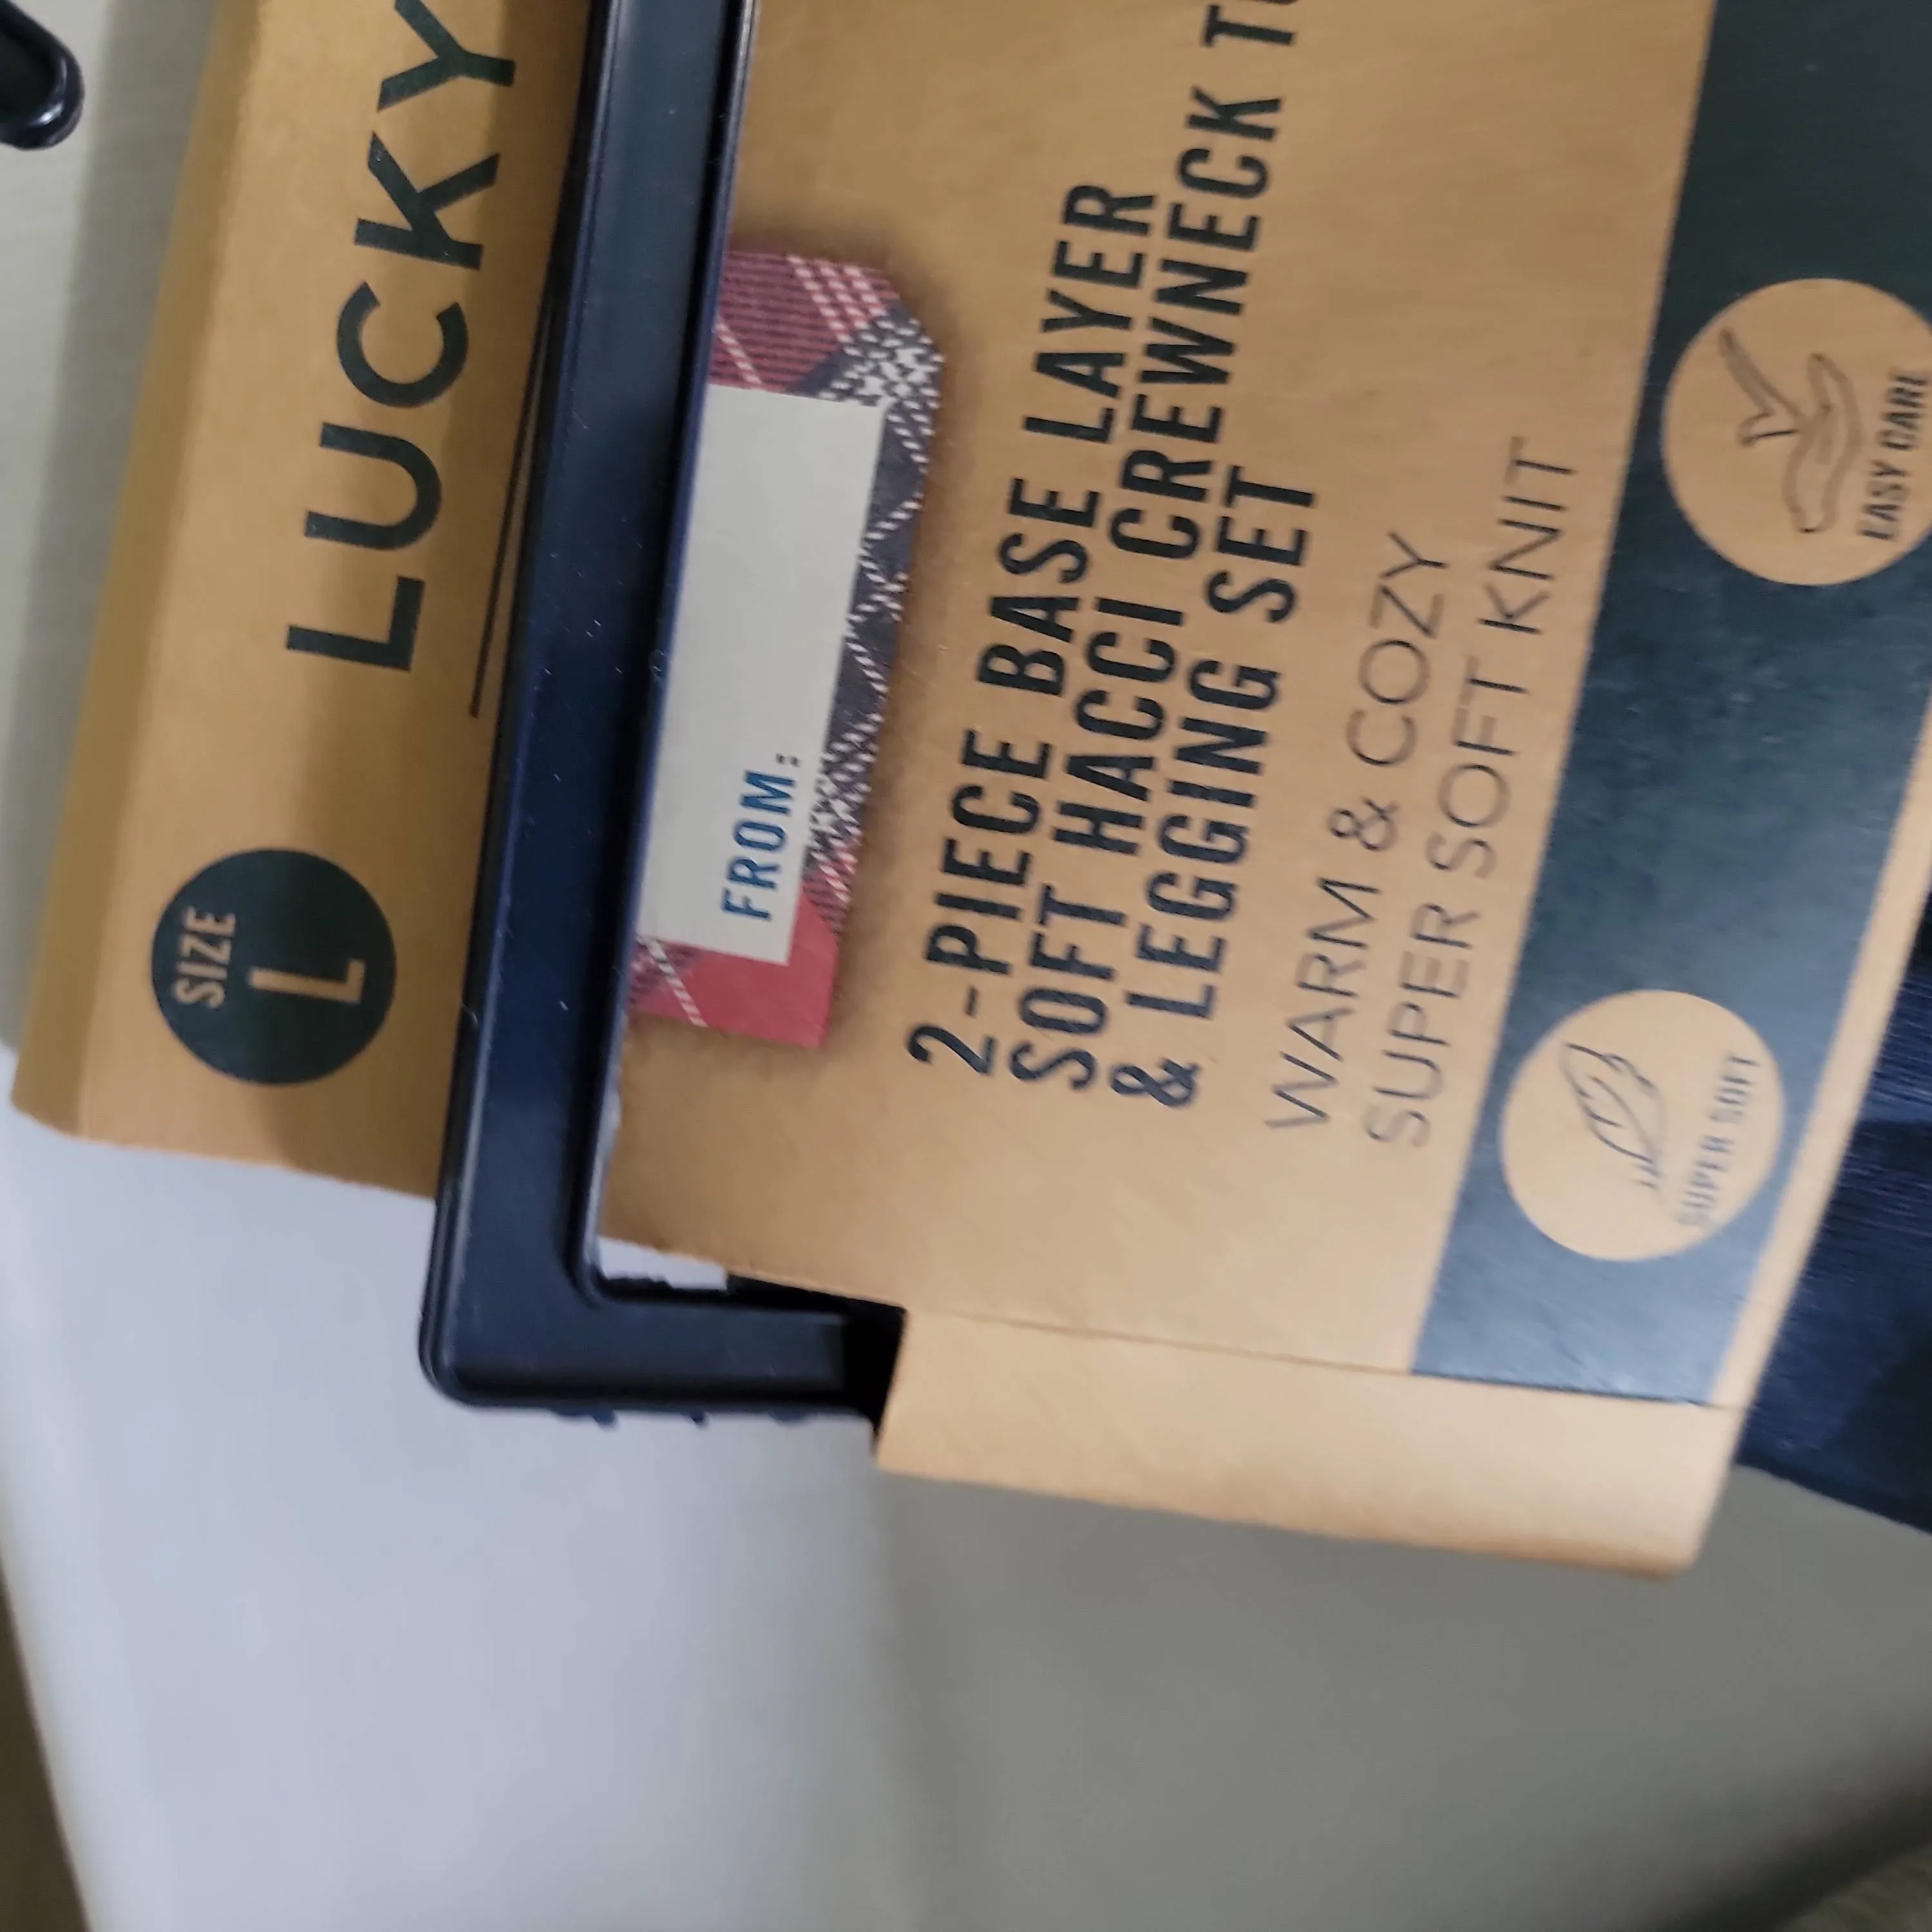 SIZE
L
LUCKY
FROM:
2-PIECE BASE LAYER
SOFT HACCI CREWNECK
& LEGGING SET
WARM & COZY
SUPER SOFT KNIT
SUPER SOFT
EASY CARE